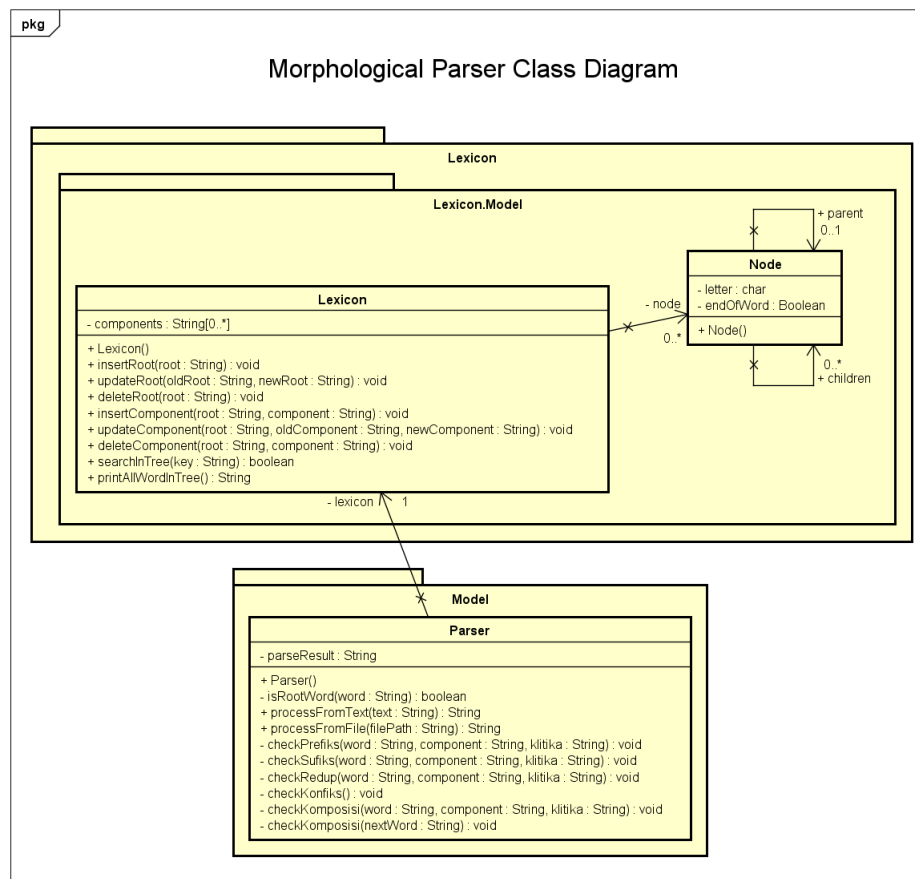 pkg
Morphological Parser Class Diagram
Lexicon
Lexicon.Model
+ parent
0..1
Node
- letter : char
- endOfWord : Boolean
+ Node()
0..*
+ children
- node
0..*
Lexicon
- components : String[0..*]
+ Lexicon()
+ insertRoot(root : String) : void
+ updateRoot(oldRoot : String, newRoot : String) : void
+ deleteRoot(root : String) : void
+ insertComponent(root : String, component : String) : void
+ updateComponent(root : String, oldComponent : String, newComponent : String) : void
+ deleteComponent(root : String, component : String) : void
+ searchInTree(key : String) : boolean
+ printAllWordInTree() : String
- lexicon 1
Model
Parser
- parseResult : String
+ Parser()
- isRootWord(word : String) : boolean
+ processFromText(text : String) : String
+ processFromFile(filePath : String) : String
- checkPrefiks(word : String, component : String, klitika : String) : void
- checkSufiks(word : String, component : String, klitika : String) : void
- checkRedup(word : String, component : String, klitika : String) : void
- checkKonfiks() : void
- checkKomposisi(word : String, component : String, klitika : String) : void
- checkKomposisi(nextWord : String) : void